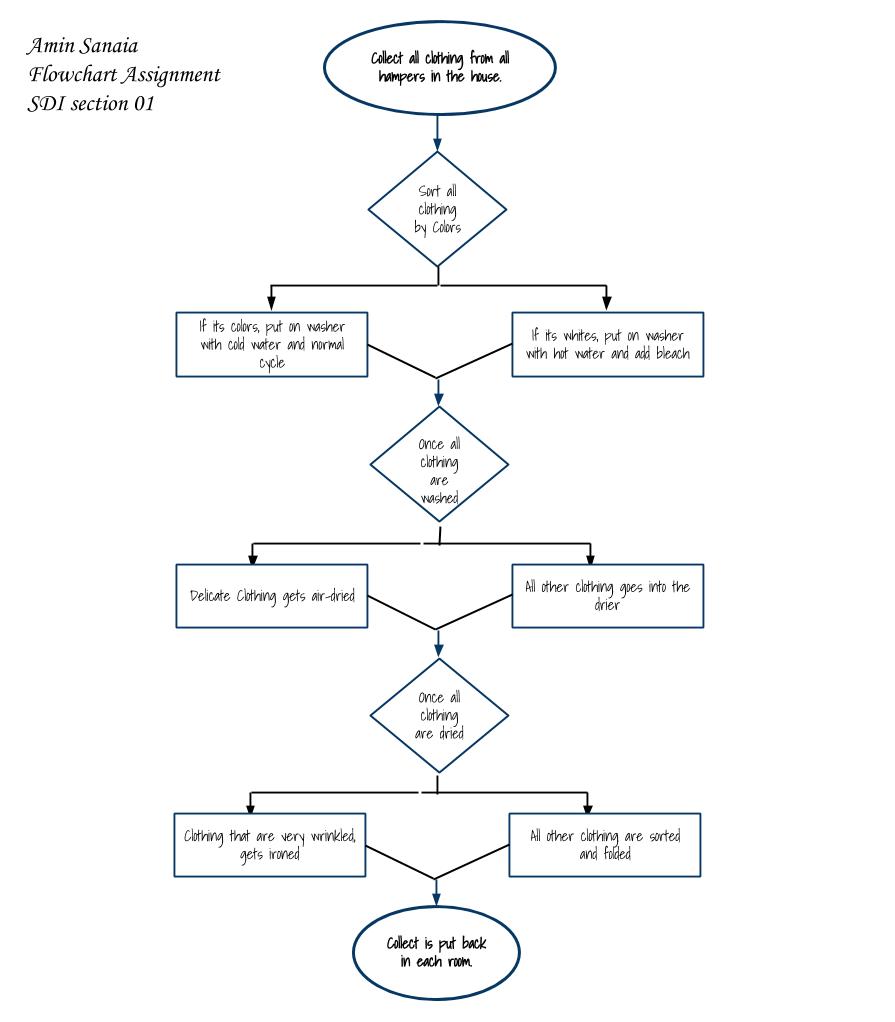 Amin Sanaia
Flowchart Assignment
SDI section 01
Collect all clothing from all
hampers in the house.
Sort all
clothing
by Colors
If its colors, put on washer
with cold water and normal
cycle
If its whites, put on washer
with hot water and add bleach
Once all
clothing
are
washed
Delicate Clothing gets air-dried
All other clothing goes into the
drier
Once all
clothing
are dried
Clothing that are very wrinkled,
gets ironed
All other clothing are sorted
and folded
Collect is put back
in each room.